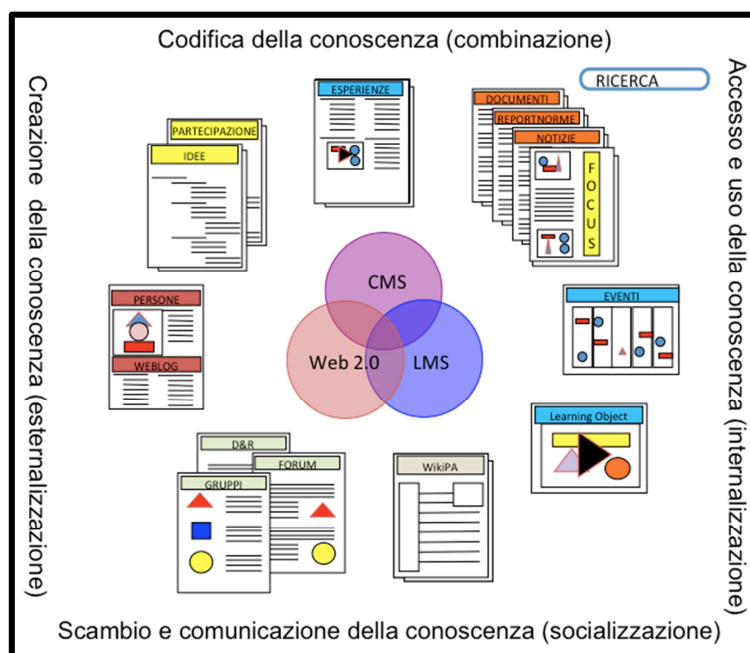 Codifica della conoscenza (combinazione)
RICERCA
ESPERIENZE
DOCUMENTI
REPORTNORME
NOTIZIE
FOCUS
PARTECIPAZIONE
IDEE
Creazione della conoscenza (esternalizzazione)
Accesso e uso della conoscenza (internalizzazione)
CMS
Web 2.0
LMS
PERSONE
WEBLOG
EVENTI
Learning Object
D&R
FORUM
GRUPPI
WikiPA
Scambio e comunicazione della conoscenza (socializzazione)